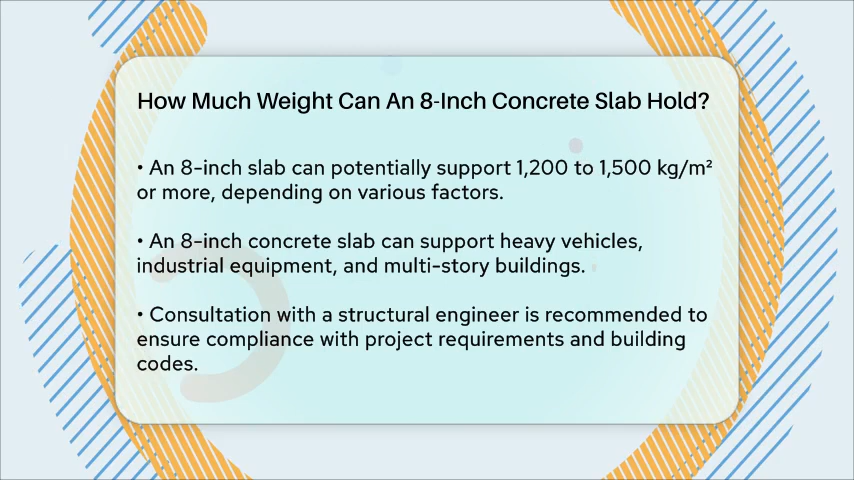 How Much Weight Can An 8-Inch Concrete Slab Hold?
• An 8-inch slab can potentially support 1,200 to 1,500 kg/m²
or more, depending on various factors.
• An 8-inch concrete slab can support heavy vehicles,
industrial equipment, and multi-story buildings.
• Consultation with a structural engineer is recommended to
ensure compliance with project requirements and building
codes.